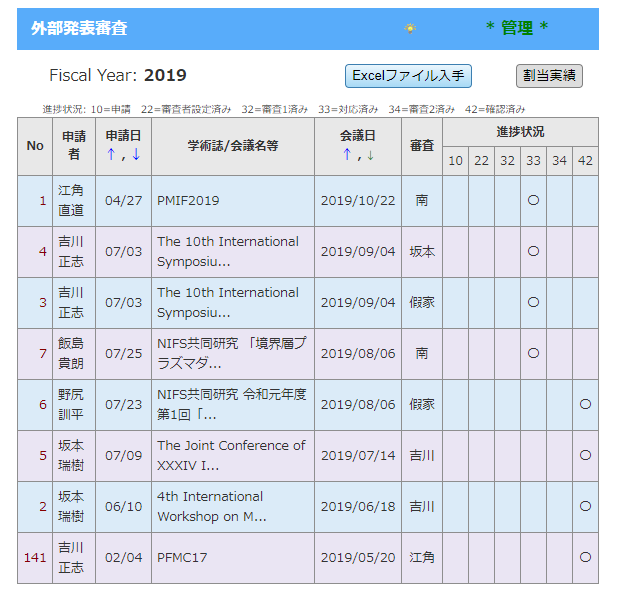 外部発表審査 * 管理 *
Fiscal Year: 2019 Excelファイル入手 割当実績
進捗状況: 10=申請 22=審査者設定済み 32=審査1済み 33=対応済み 34=審査2済み 42=確認済み
No 申請者 申請日 ↑ , ↓ 学術誌/会議名等 会議日 ↑ , ↓ 審査 進捗状況
10 22 32 33 34 42
1 江角直道 04/27 PMIF2019 2019/10/22 南 ○
4 吉川正志 07/03 The 10th International Symposiu... 2019/09/04 坂本 ○
3 吉川正志 07/03 The 10th International Symposiu... 2019/09/04 假家 ○
7 飯島貴朗 07/25 NIFS共同研究 「境界層プラズマダ... 2019/08/06 南 ○
6 野尻訓平 07/23 NIFS共同研究 令和元年度第1回「... 2019/08/06 假家 ○
5 坂本瑞樹 07/09 The Joint Conference of XXXIV I... 2019/07/14 吉川 ○
2 坂本瑞樹 06/10 4th International Workshop on M... 2019/06/18 吉川 ○
141 吉川正志 02/04 PFMC17 2019/05/20 江角 ○